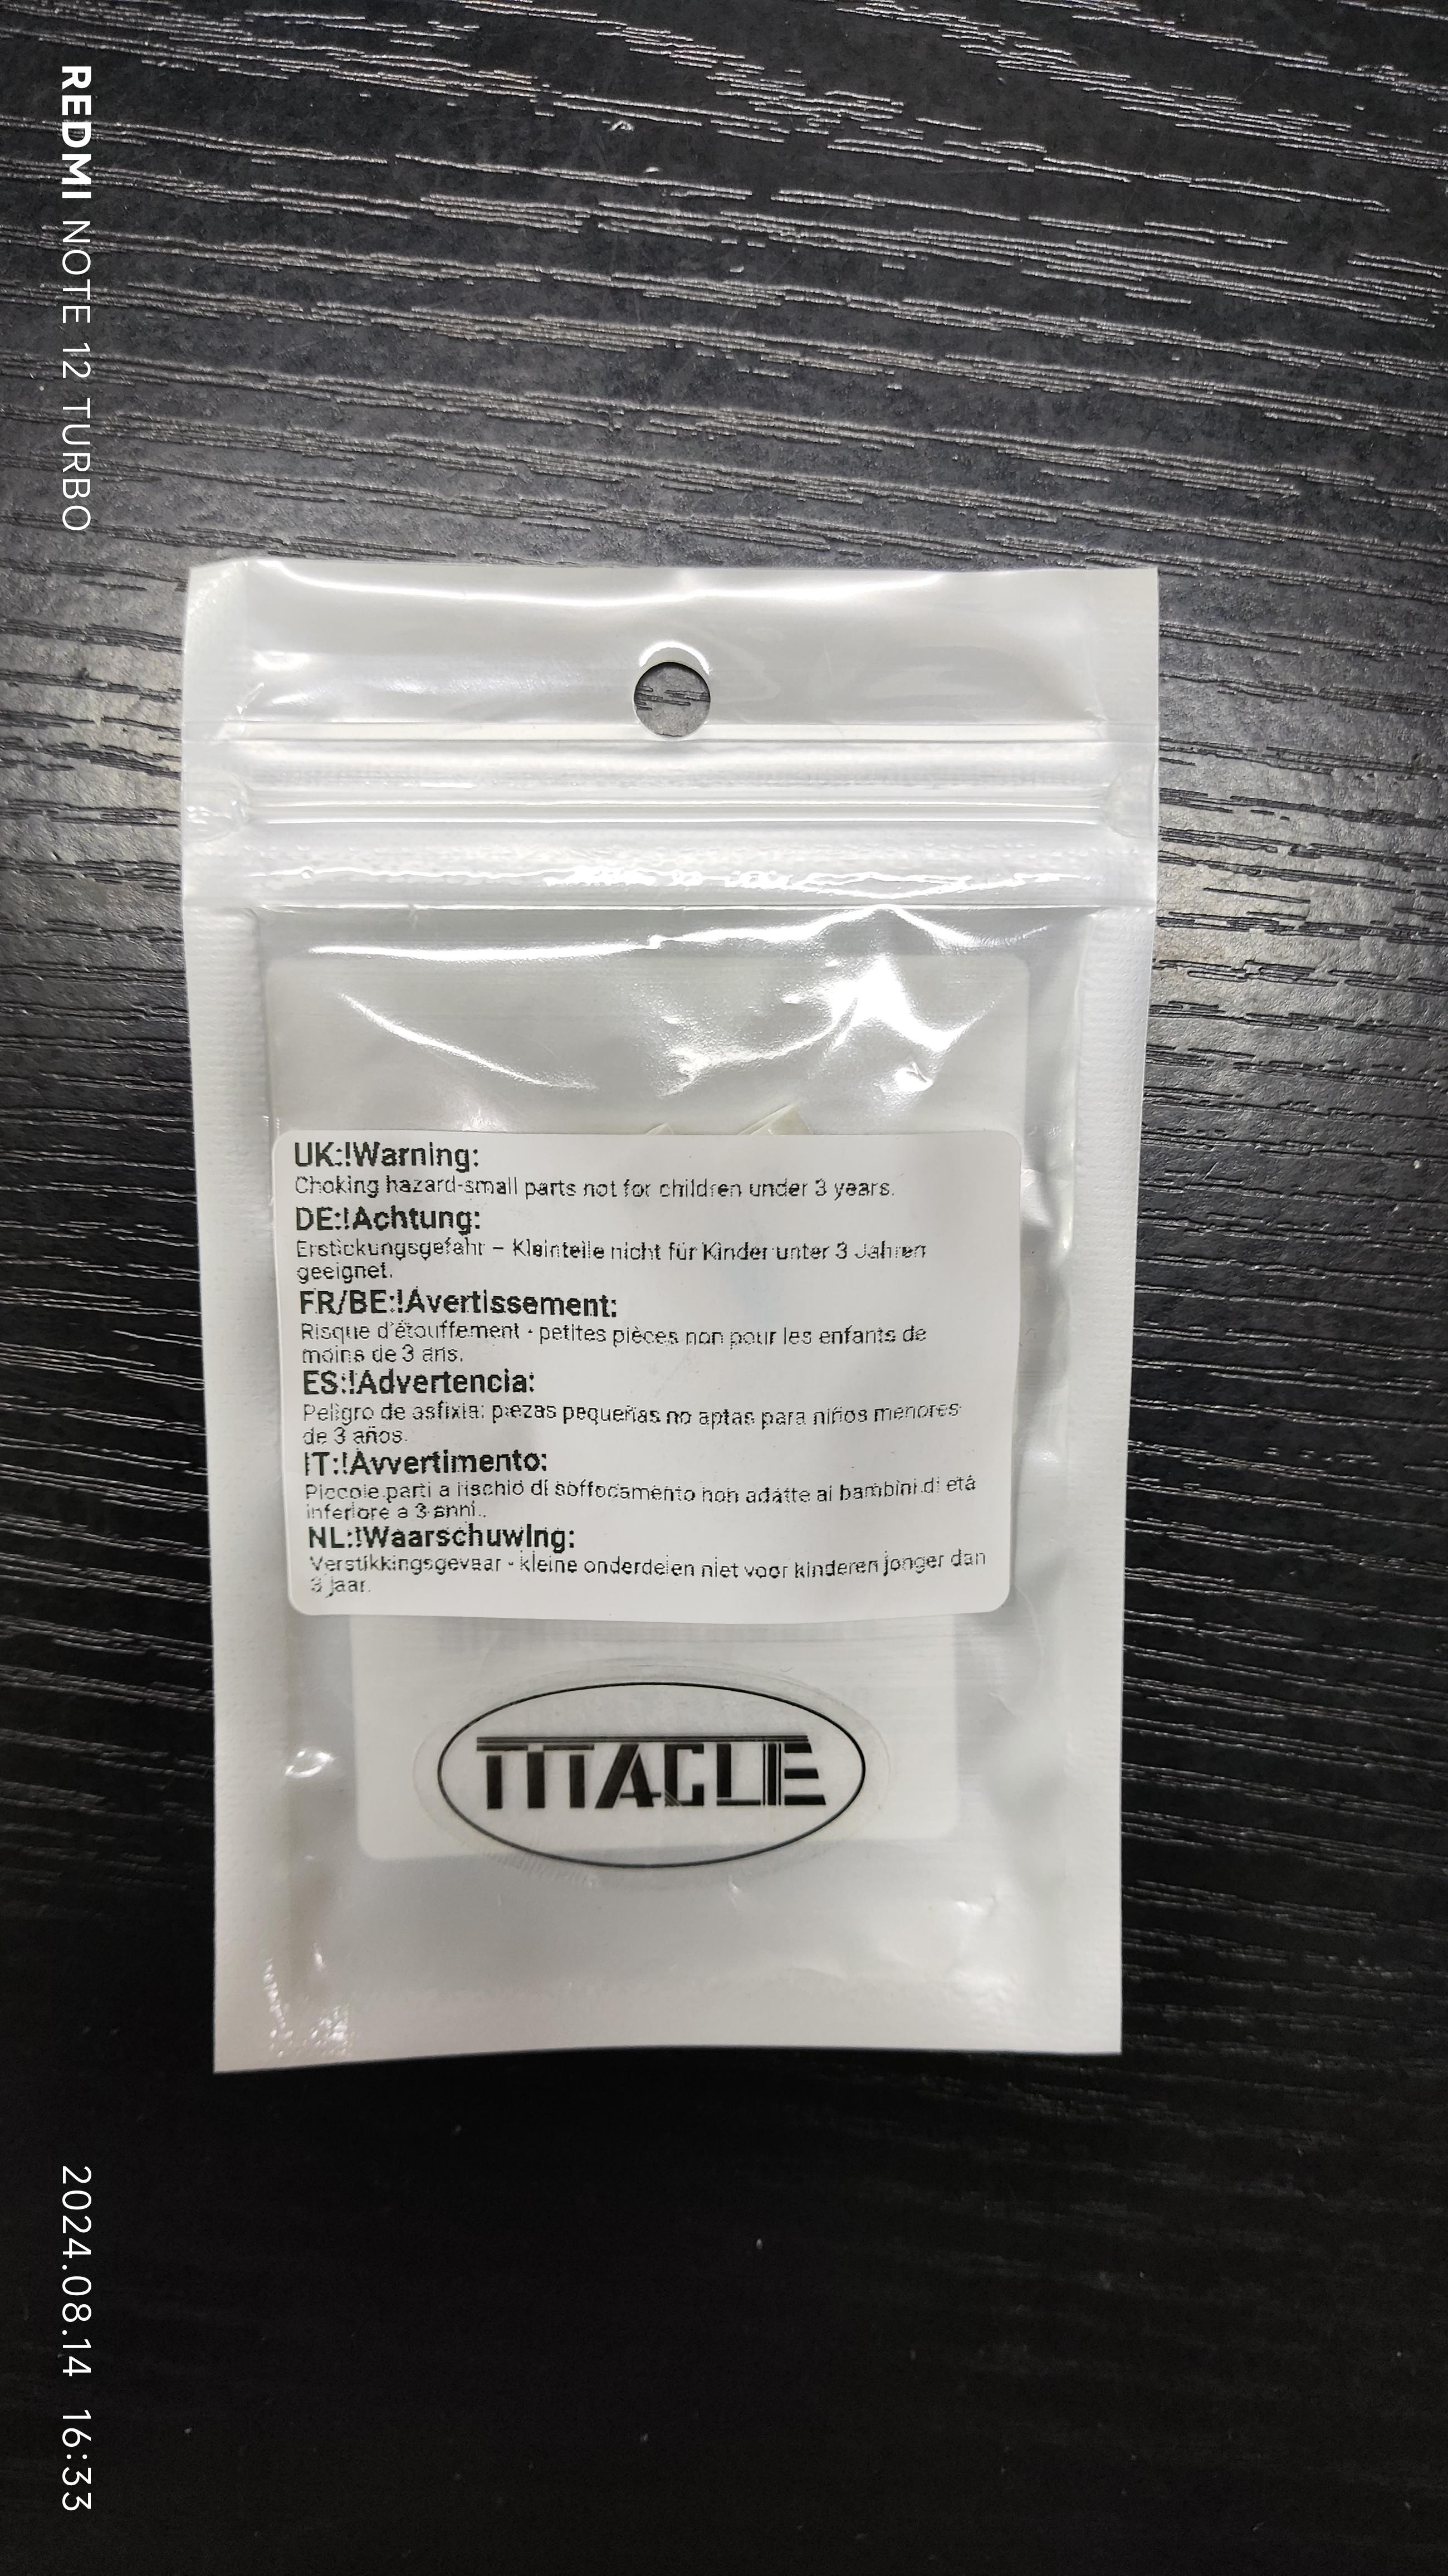 REDMI NOTE 12 TURBO
UK:!Warning:
Choking hazard-small parts not for children under 3 years.
DE:!Achtung:
Erstickungsgefahr – Kleinteile nicht für Kinder unter 3 Jahren
geeignet.
FR/BE:!Avertissement:
Risque d'étouffement - petites pièces non pour les enfants de
moins de 3 ans.
ES:!Advertencia:
Peligro de asfixia: piezas pequeñas no aptas para niños menores
de 3 años.
IT:!Avvertimento:
Piccole parti a rischio di soffocamento non adatte ai bambini di età
inferiore a 3 anni..
NL:!Waarschuwing:
Verstikkingsgevaar - kleine onderdelen niet voor kinderen jonger dan
3 jaar.
TITACLE
2024.08.14 16:33